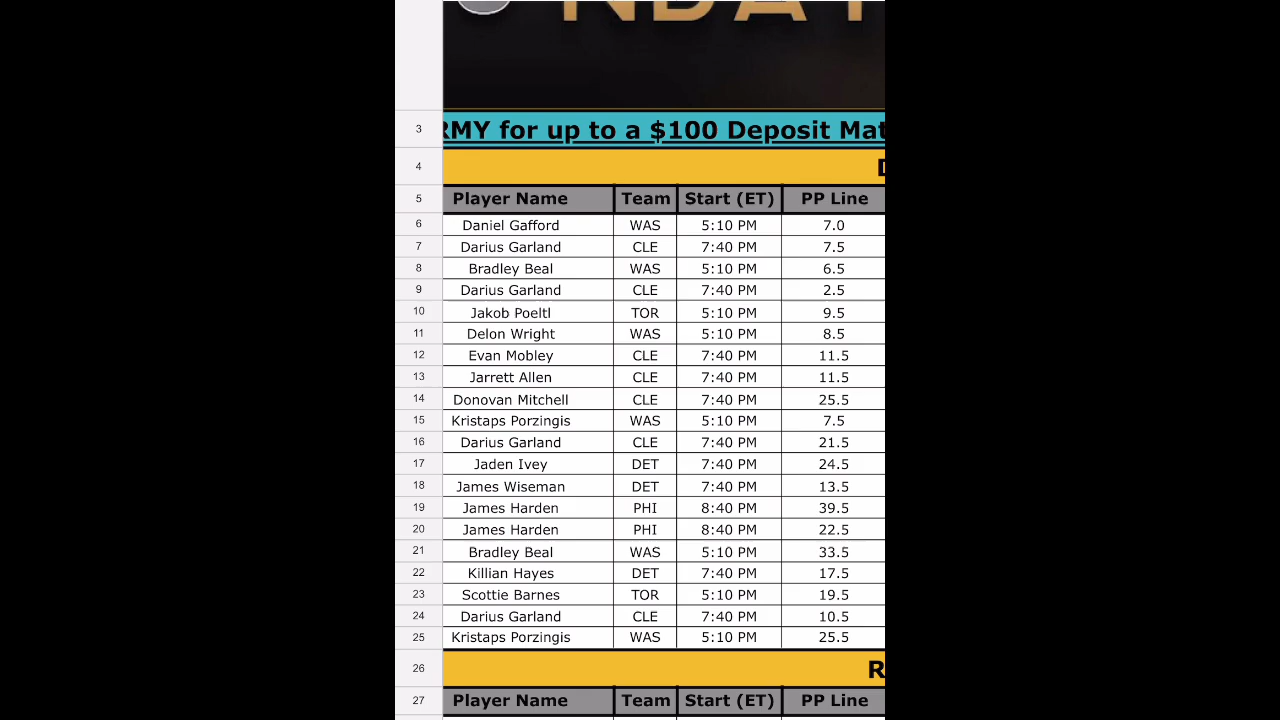 3 RMY for up to a $100 Deposit Mat
4
5 Player Name Team Start (ET) PP Line
6 Daniel Gafford WAS 5:10 PM 7.0
7 Darius Garland CLE 7:40 PM 7.5
8 Bradley Beal WAS 5:10 PM 6.5
9 Darius Garland CLE 7:40 PM 2.5
10 Jakob Poeltl TOR 5:10 PM 9.5
11 Delon Wright WAS 5:10 PM 8.5
12 Evan Mobley CLE 7:40 PM 11.5
13 Jarrett Allen CLE 7:40 PM 11.5
14 Donovan Mitchell CLE 7:40 PM 25.5
15 Kristaps Porzingis WAS 5:10 PM 7.5
16 Darius Garland CLE 7:40 PM 21.5
17 Jaden Ivey DET 7:40 PM 24.5
18 James Wiseman DET 7:40 PM 13.5
19 James Harden PHI 8:40 PM 39.5
20 James Harden PHI 8:40 PM 22.5
21 Bradley Beal WAS 5:10 PM 33.5
22 Killian Hayes DET 7:40 PM 17.5
23 Scottie Barnes TOR 5:10 PM 19.5
24 Darius Garland CLE 7:40 PM 10.5
25 Kristaps Porzingis WAS 5:10 PM 25.5
26 R
27 Player Name Team Start (ET) PP Line